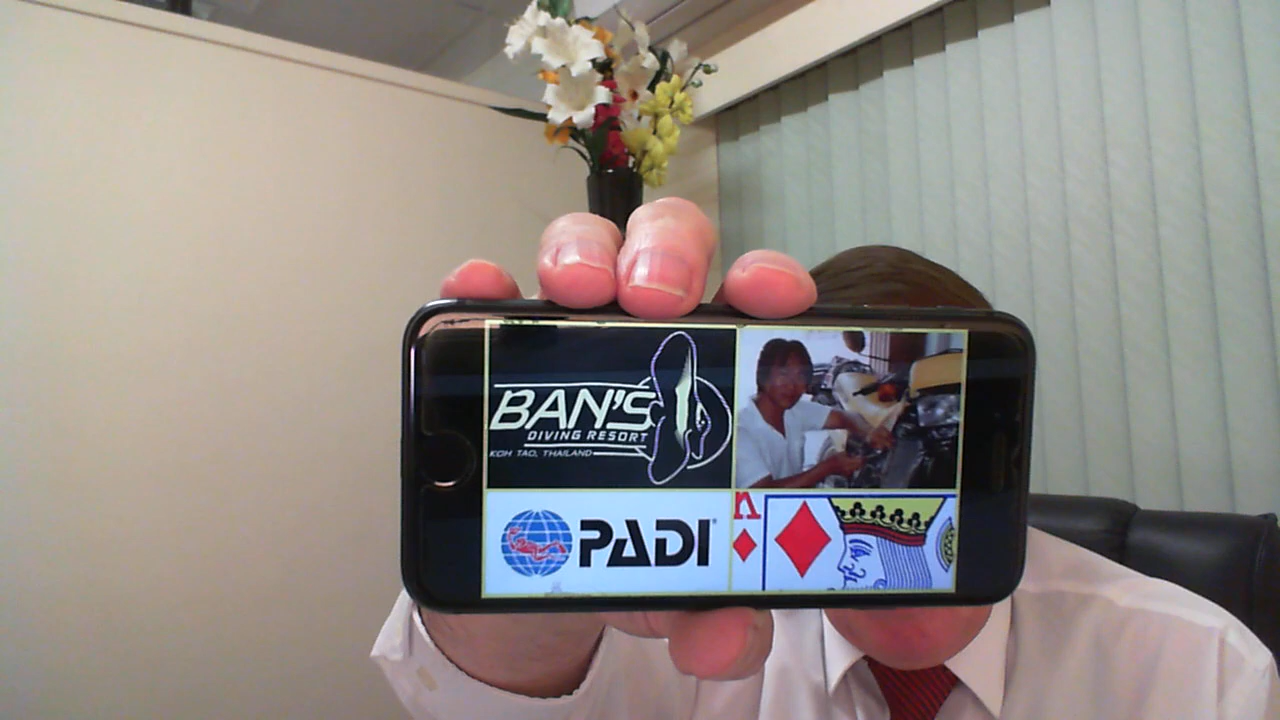 BAN'S
DIVING RESORT
KOH TAO, THAILAND
PADI